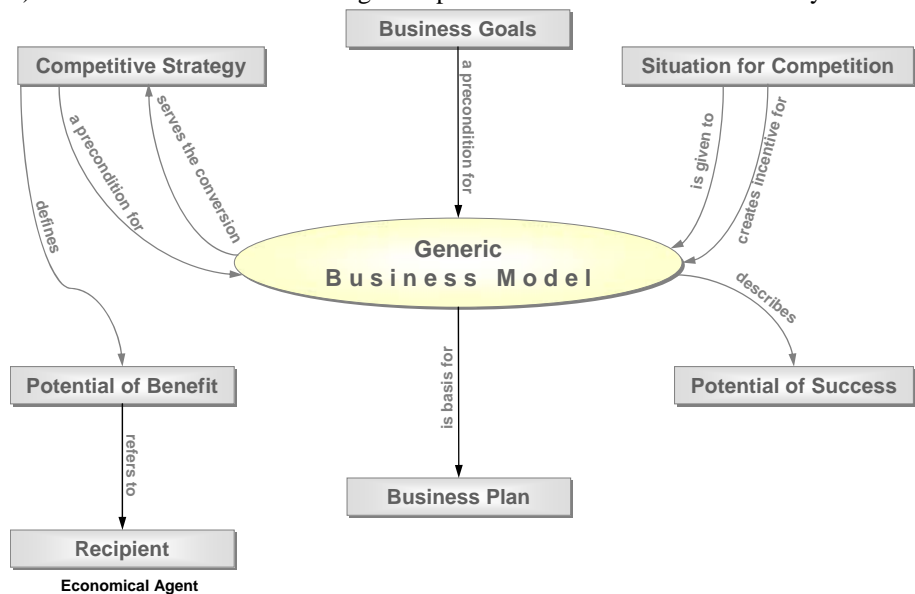 Business Goals
Competitive Strategy
Situation for Competition
a precondition for
serves the conversion
a precondition for
is given to
creates incentive for
defines
Generic
Business Model
describes
is basis for
Potential of Benefit
Potential of Success
refers to
Business Plan
Recipient
Economical Agent